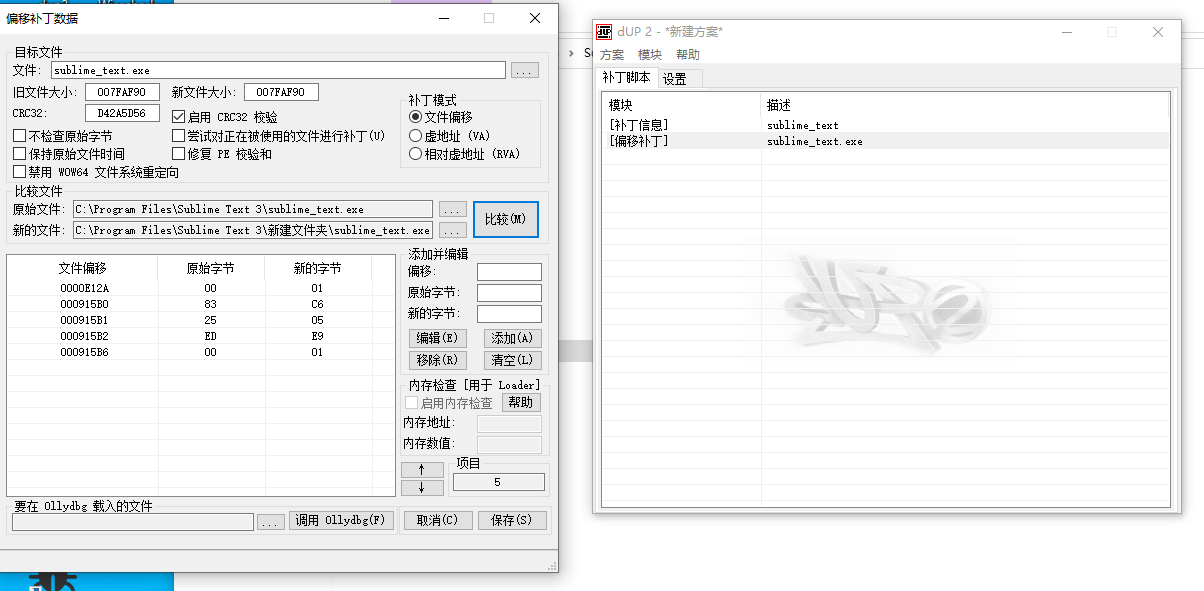 偏移补丁数据
目标文件
文件: sublime_text.exe ...
旧文件大小: 007FAF90 新文件大小: 007FAF90
CRC32: D42A5D56 启用 CRC32 校验
不检查原始字节 尝试对正在被使用的文件进行补丁(U)
保持原始文件时间 修复 PE 校验和
禁用 WOW64 文件系统重定向
补丁模式
文件偏移
虚地址 (VA)
相对虚地址 (RVA)
比较文件
原始文件: C:\Program Files\Sublime Text 3\sublime_text.exe ...
新的文件: C:\Program Files\Sublime Text 3\新建文件夹\sublime_text.exe ...
比较(M)
文件偏移 原始字节 新的字节
0000E12A 00 01
000915B0 83 C6
000915B1 25 05
000915B2 ED E9
000915B6 00 01
添加并编辑
偏移:
原始字节:
新的字节:
编辑(E) 添加(A)
移除(R) 清空(L)
内存检查 [用于 Loader]
启用内存检查 帮助
内存地址:
内存数值:
↑
↓
项目
5
要在 Ollydbg 载入的文件
... 调用 Ollydbg(F) 取消(C) 保存(S)
dUP 2 - *新建方案*
方案 模块 帮助
补丁脚本 设置
模块 描述
[补丁信息] sublime_text
[偏移补丁] sublime_text.exe